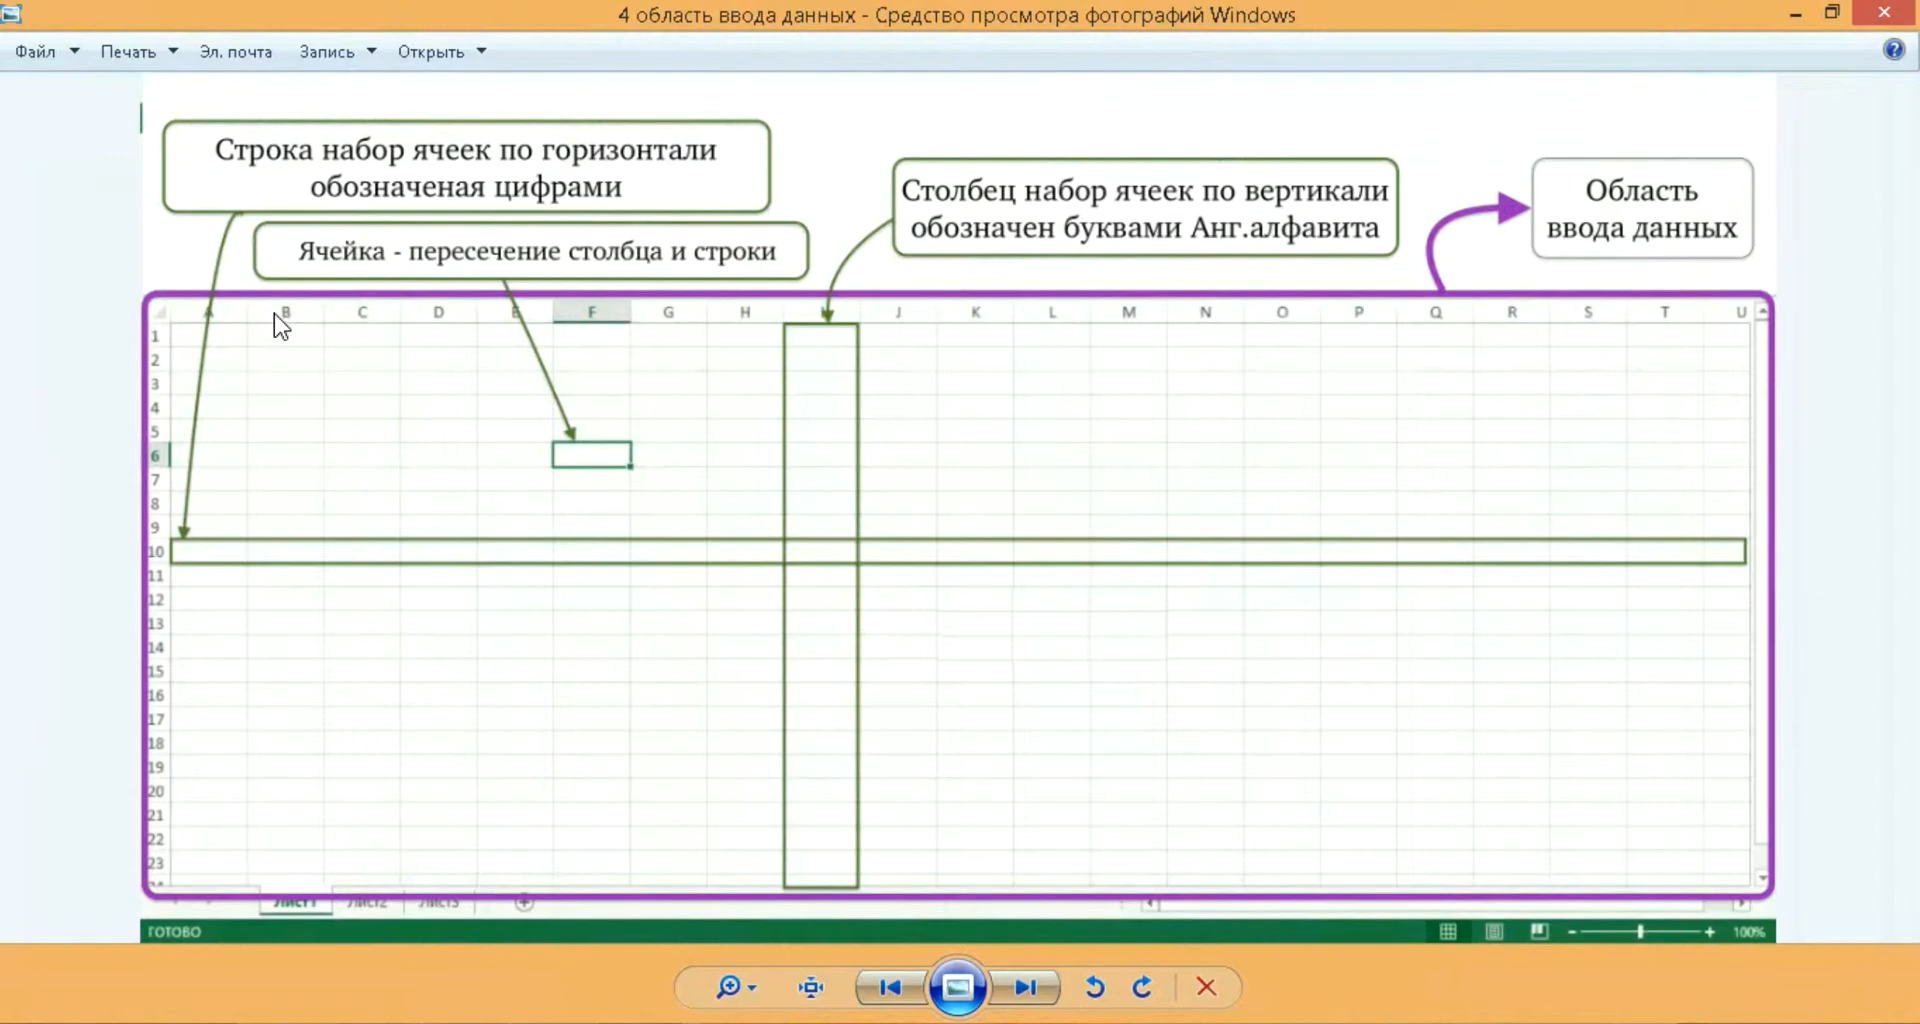 4 область ввода данных - Средство просмотра фотографий Windows
Файл Печать Эл. почта Запись Открыть
Строка набор ячеек по горизонтали
обозначеная цифрами
Ячейка - пересечение столбца и строки
Столбец набор ячеек по вертикали
обозначен буквами Анг.алфавита
Область
ввода данных
A B C D E F G H J K L M N O P Q R S T U
1
2
3
4
5
6
7
8
9
10
11
12
13
14
15
16
17
18
19
20
21
22
23
Лист1 Лист2 Лист3
ГОТОВО 100%